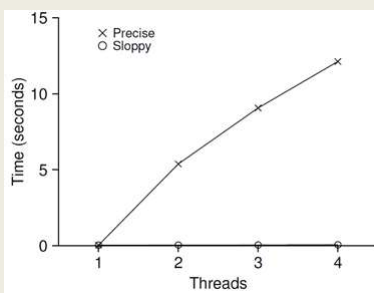 15
× Precise
○ Sloppy
10
Time (seconds)
5
0
1 2 3 4
Threads